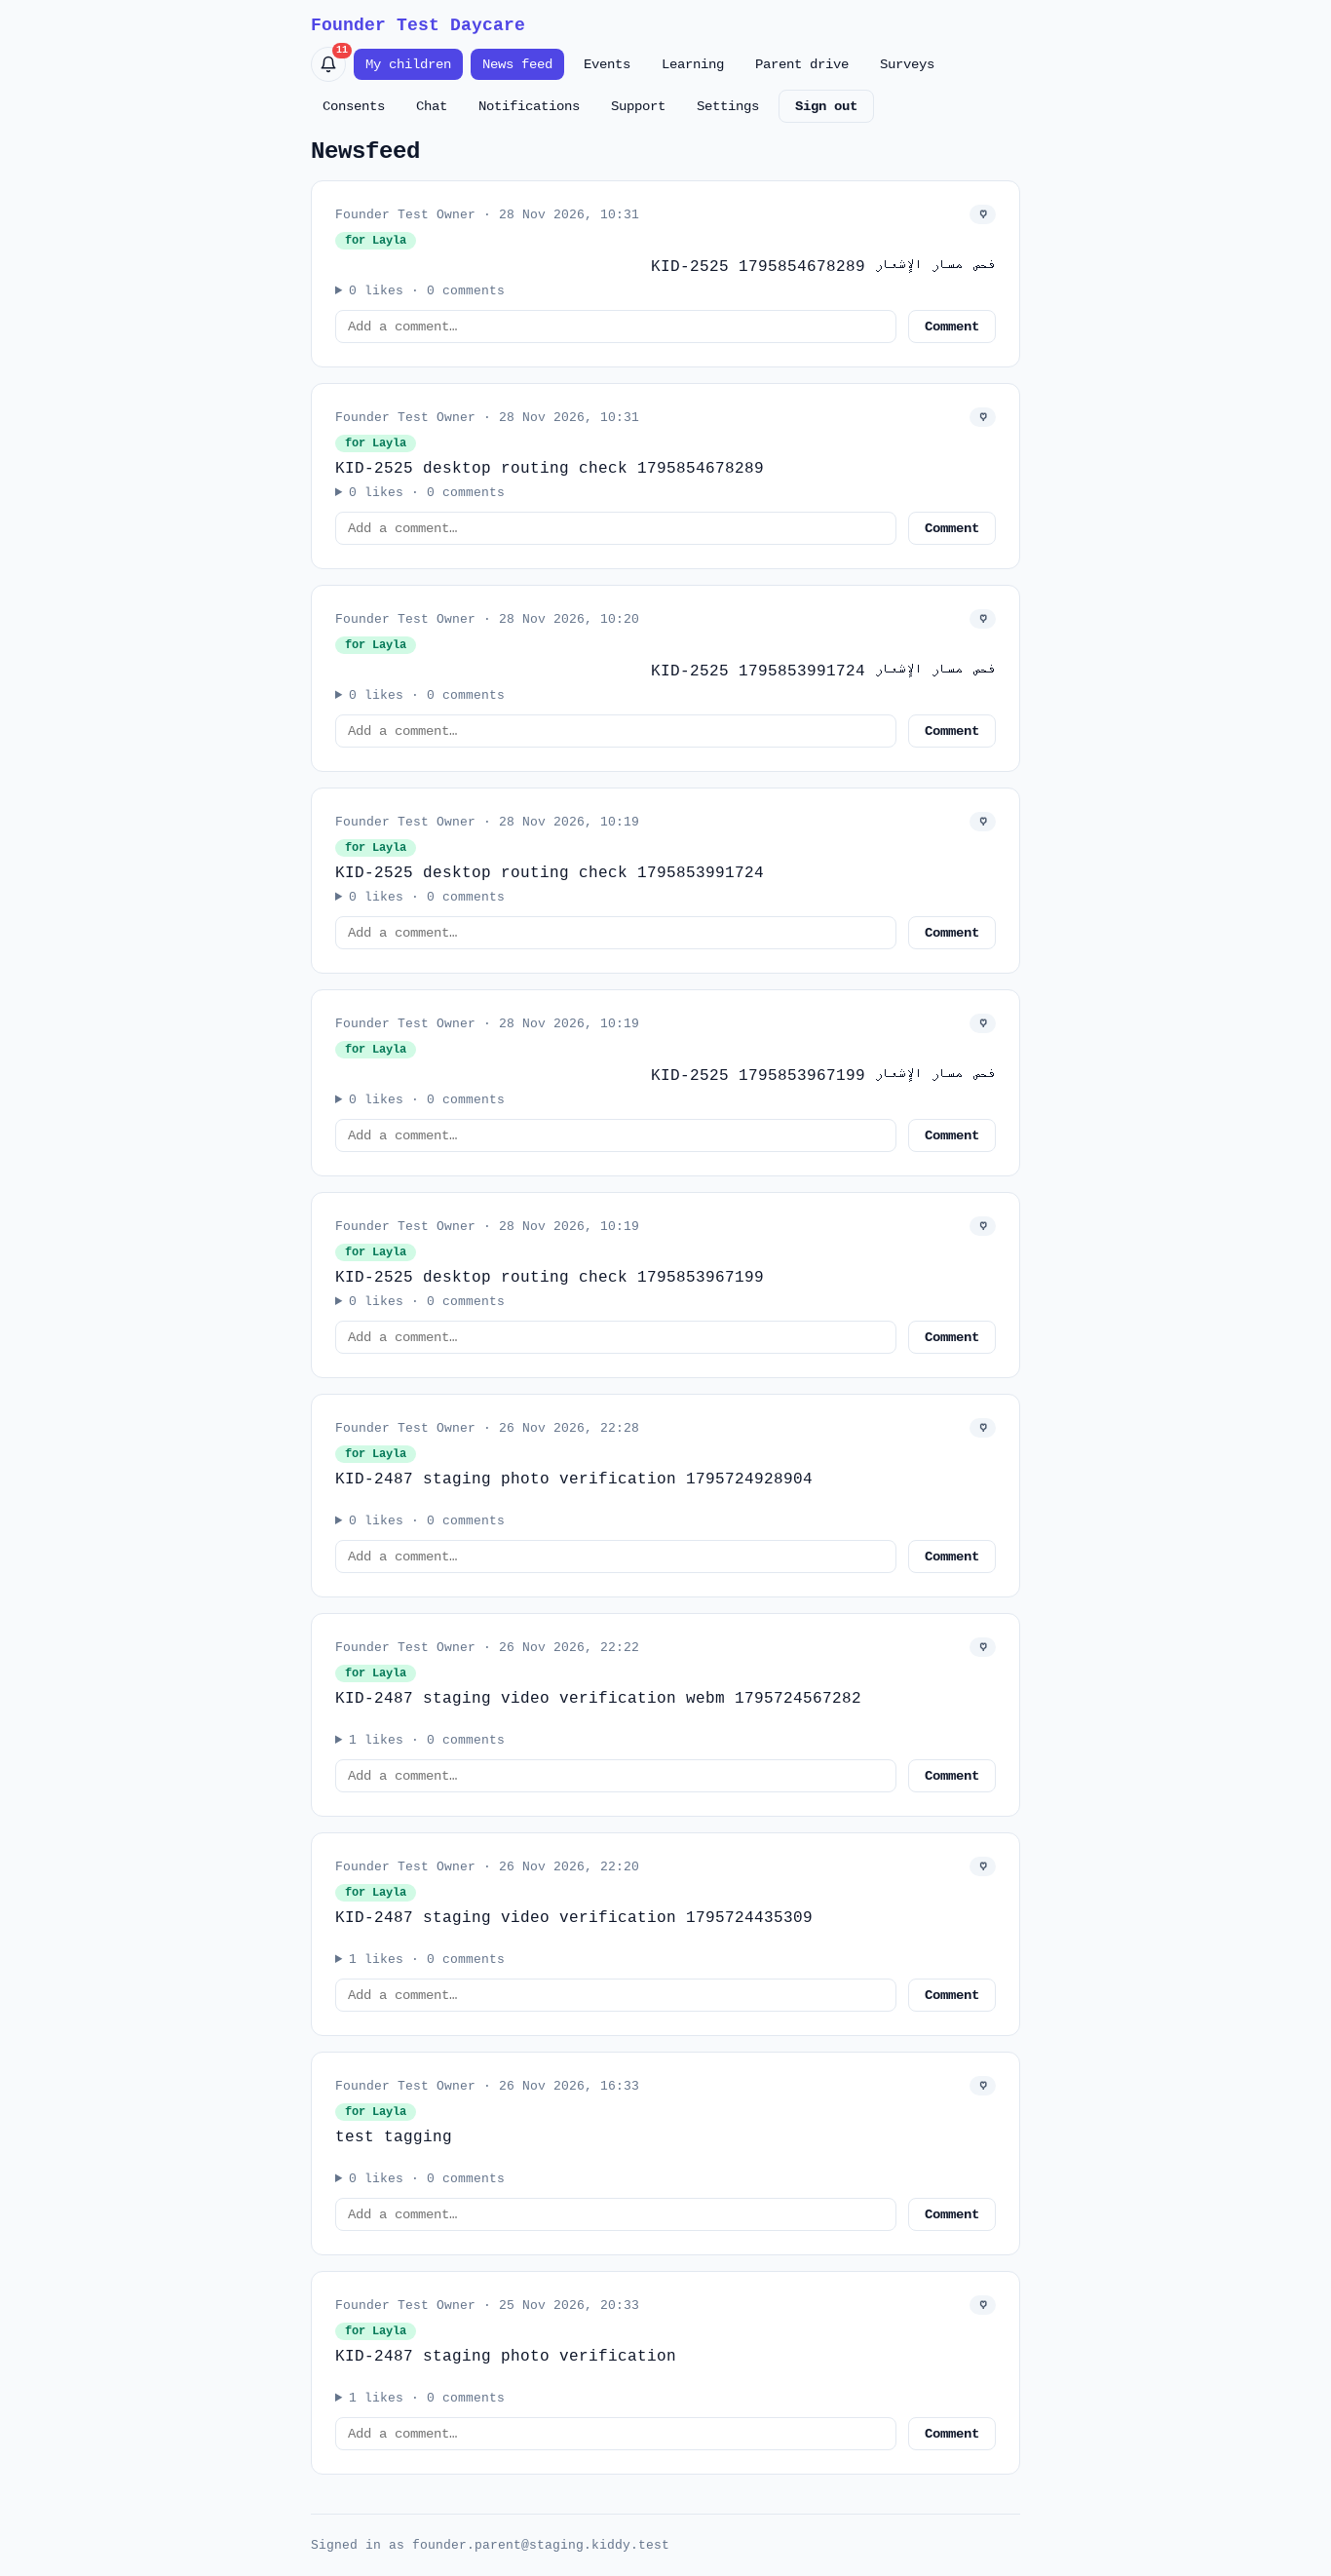 Founder Test Daycare
11
My children News feed Events Learning Parent drive Surveys
Consents Chat Notifications Support Settings Sign out
Newsfeed
Founder Test Owner · 28 Nov 2026, 10:31
for Layla
فحص مسار الإشعار KID-2525 1795854678289
0 likes · 0 comments
Add a comment… Comment
Founder Test Owner · 28 Nov 2026, 10:31
for Layla
KID-2525 desktop routing check 1795854678289
0 likes · 0 comments
Add a comment… Comment
Founder Test Owner · 28 Nov 2026, 10:20
for Layla
فحص مسار الإشعار KID-2525 1795853991724
0 likes · 0 comments
Add a comment… Comment
Founder Test Owner · 28 Nov 2026, 10:19
for Layla
KID-2525 desktop routing check 1795853991724
0 likes · 0 comments
Add a comment… Comment
Founder Test Owner · 28 Nov 2026, 10:19
for Layla
فحص مسار الإشعار KID-2525 1795853967199
0 likes · 0 comments
Add a comment… Comment
Founder Test Owner · 28 Nov 2026, 10:19
for Layla
KID-2525 desktop routing check 1795853967199
0 likes · 0 comments
Add a comment… Comment
Founder Test Owner · 26 Nov 2026, 22:28
for Layla
KID-2487 staging photo verification 1795724928904
0 likes · 0 comments
Add a comment… Comment
Founder Test Owner · 26 Nov 2026, 22:22
for Layla
KID-2487 staging video verification webm 1795724567282
1 likes · 0 comments
Add a comment… Comment
Founder Test Owner · 26 Nov 2026, 22:20
for Layla
KID-2487 staging video verification 1795724435309
1 likes · 0 comments
Add a comment… Comment
Founder Test Owner · 26 Nov 2026, 16:33
for Layla
test tagging
0 likes · 0 comments
Add a comment… Comment
Founder Test Owner · 25 Nov 2026, 20:33
for Layla
KID-2487 staging photo verification
1 likes · 0 comments
Add a comment… Comment
Signed in as founder.parent@staging.kiddy.test